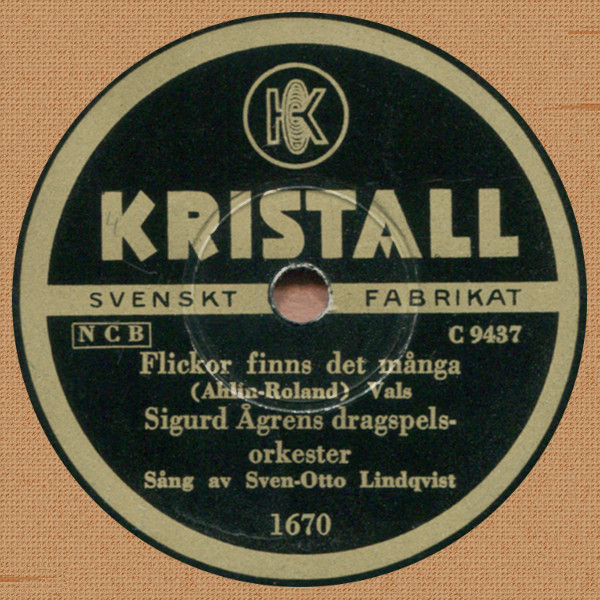 K
KRISTALL
SVENSKT FABRIKAT
NCB C 9437
Flickor finns det många
(Ahlin-Roland) Vals
Sigurd Ågrens dragspels-
orkester
Sång av Sven-Otto Lindqvist
1670